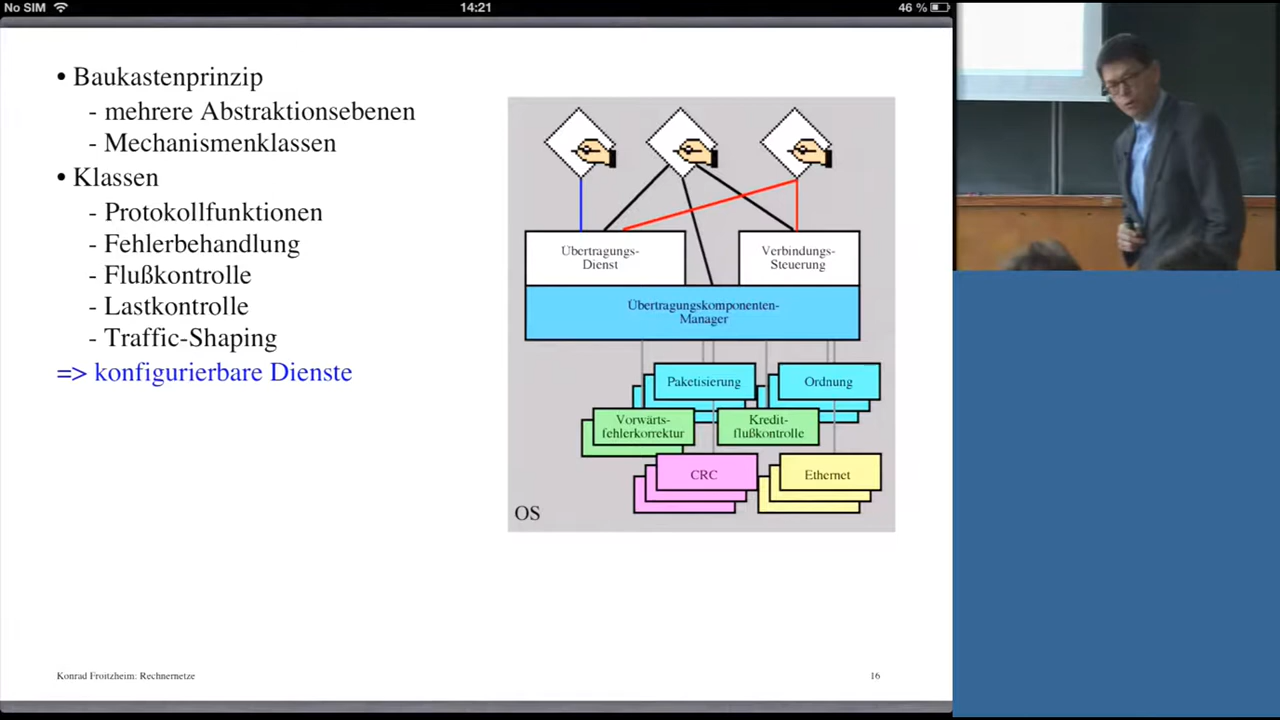 No SIM 14:21 46 %
• Baukastenprinzip
- mehrere Abstraktionsebenen
- Mechanismenklassen
• Klassen
- Protokollfunktionen
- Fehlerbehandlung
- Flußkontrolle
- Lastkontrolle
- Traffic-Shaping
=> konfigurierbare Dienste
Übertragungs-
Dienst
Verbindungs-
Steuerung
Übertragungskomponenten-
Manager
Paketisierung
Ordnung
Vorwärts-
fehlerkorrektur
Kredit-
flußkontrolle
CRC
Ethernet
OS
Konrad Froitzheim: Rechnernetze
16